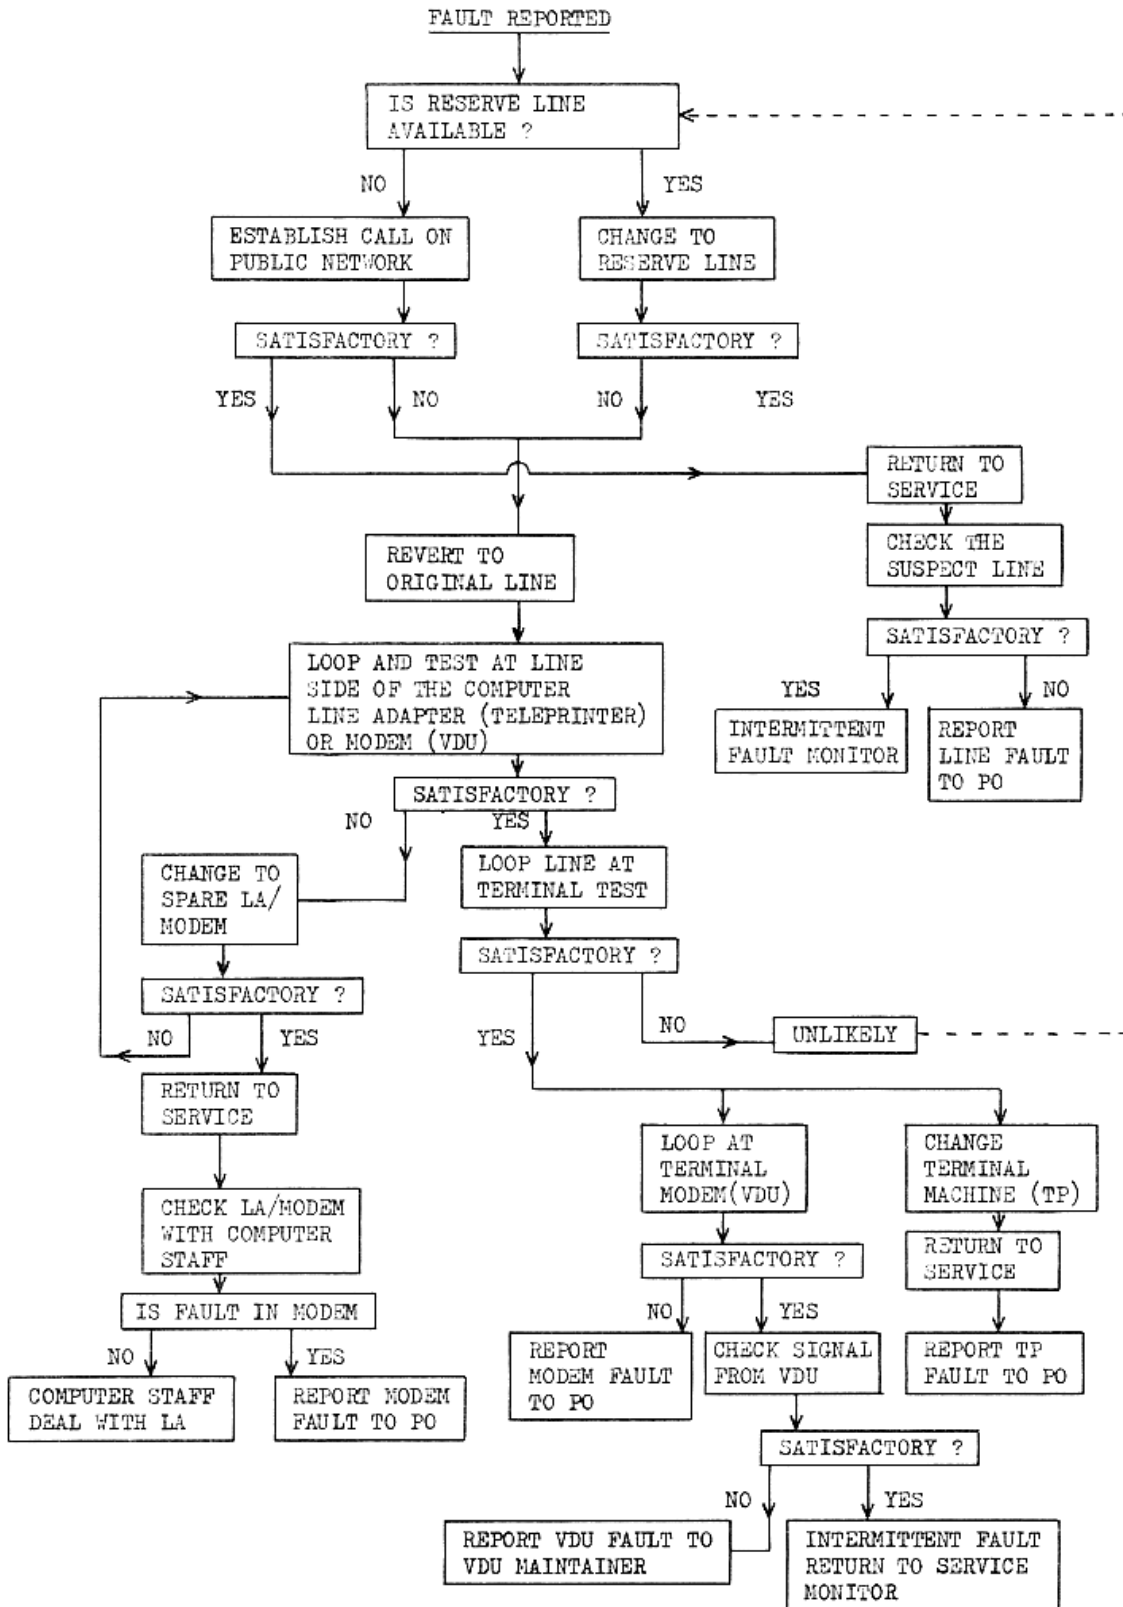 FAULT REPORTED
IS RESERVE LINE
AVAILABLE ?
NO
YES
ESTABLISH CALL ON
PUBLIC NETWORK
CHANGE TO
RESERVE LINE
SATISFACTORY ?
SATISFACTORY ?
YES
NO
NO
YES
RETURN TO
SERVICE
CHECK THE
SUSPECT LINE
REVERT TO
ORIGINAL LINE
SATISFACTORY ?
LOOP AND TEST AT LINE
SIDE OF THE COMPUTER
LINE ADAPTER (TELEPRINTER)
OR MODEM (VDU)
YES
NO
INTERMITTENT
FAULT MONITOR
REPORT
LINE FAULT
TO PO
SATISFACTORY ?
NO
YES
CHANGE TO
SPARE LA/
MODEM
LOOP LINE AT
TERMINAL TEST
SATISFACTORY ?
SATISFACTORY ?
NO
YES
YES
NO
UNLIKELY
RETURN TO
SERVICE
LOOP AT
TERMINAL
MODEM(VDU)
CHANGE
TERMINAL
MACHINE (TP)
CHECK LA/MODEM
WITH COMPUTER
STAFF
SATISFACTORY ?
RETURN TO
SERVICE
IS FAULT IN MODEM
NO
YES
NO
YES
REPORT
MODEM FAULT
TO PO
CHECK SIGNAL
FROM VDU
REPORT TP
FAULT TO PO
COMPUTER STAFF
DEAL WITH LA
REPORT MODEM
FAULT TO PO
SATISFACTORY ?
NO
YES
REPORT VDU FAULT TO
VDU MAINTAINER
INTERMITTENT FAULT
RETURN TO SERVICE
MONITOR